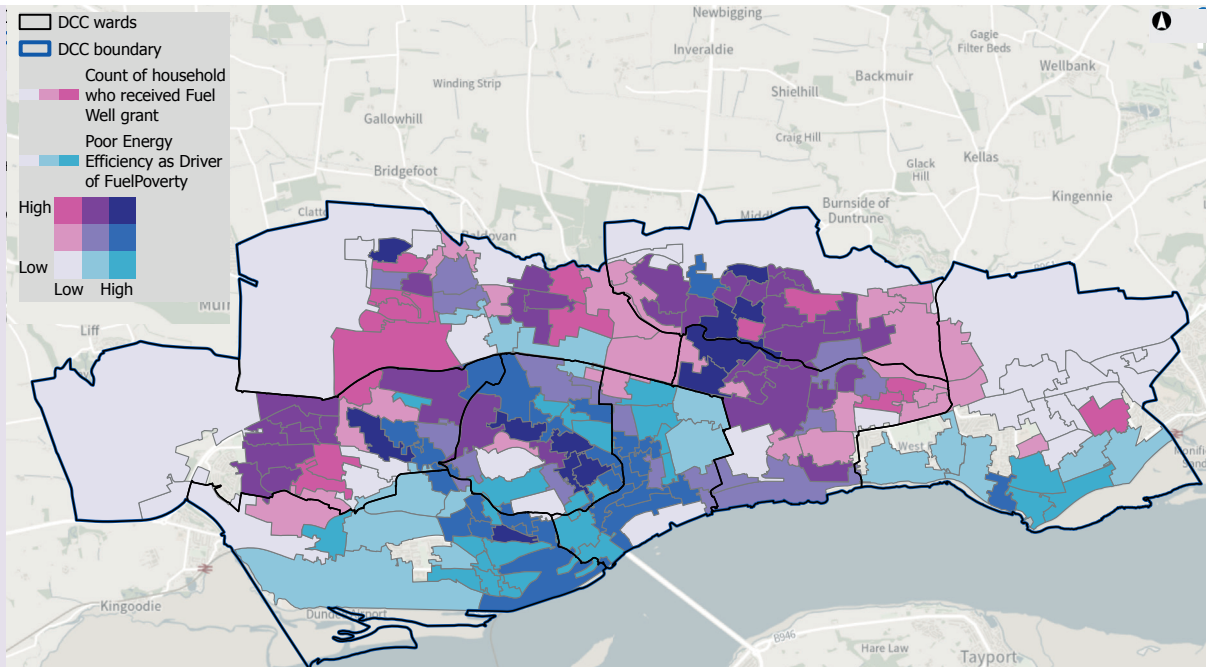 DCC wards
DCC boundary
Count of household
who received Fuel
Well grant
Poor Energy
Efficiency as Driver
of FuelPoverty
High
Low
Low High
Newbigging
Inveraldie
Gagie
Filter Beds
Wellbank
Backmuir
Winding Strip
Shielhill
Gallowhill
Craig Hill
Kellas
Bridgefoot
Glack
Hill
Kingennie
Burnside of
Duntrune
Liff
Kingoodie
B946
Hare Law
Tayport